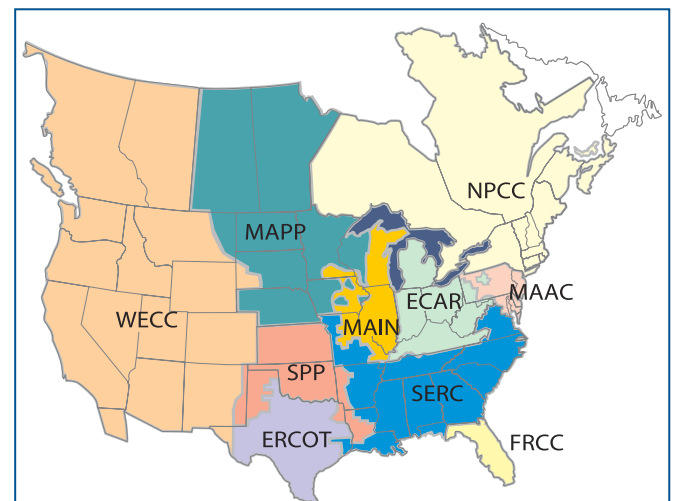 NPCC
MAPP
MAAC
ECAR
WECC
MAIN
SPP
SERC
ERCOT
FRCC